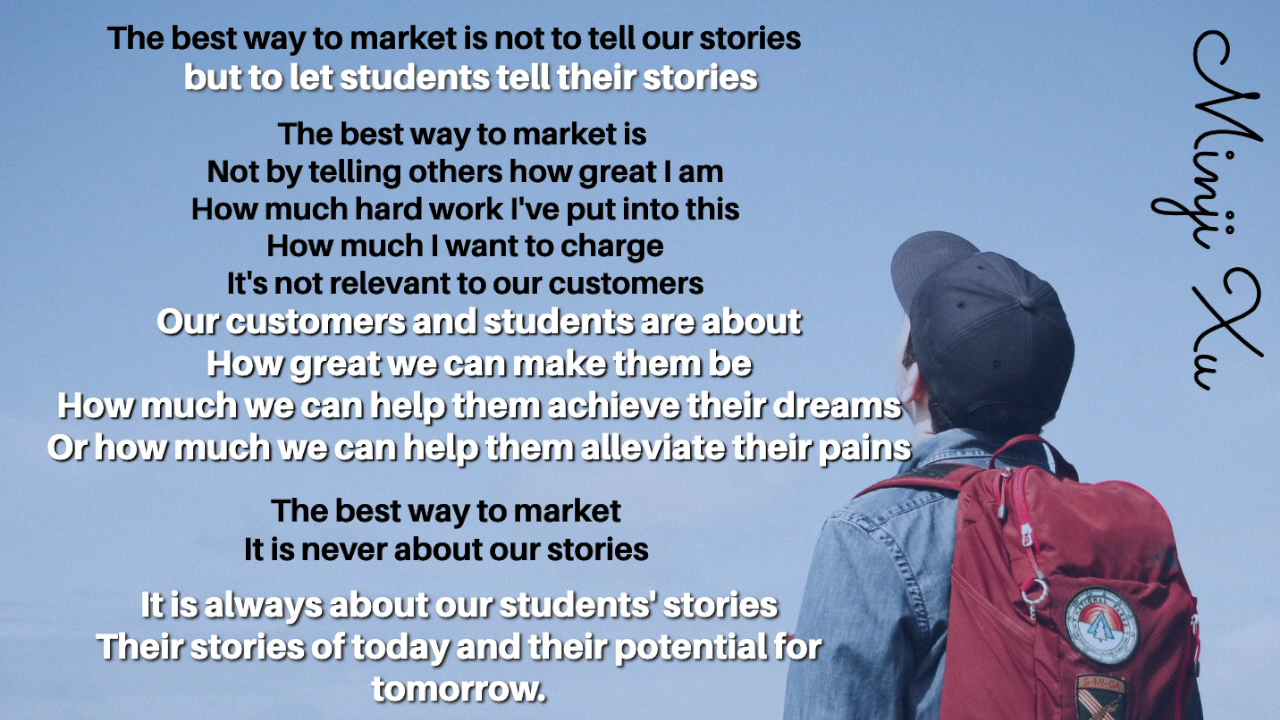 The best way to market is not to tell our stories
but to let students tell their stories
The best way to market is
Not by telling others how great I am
How much hard work I've put into this
How much I want to charge
It's not relevant to our customers
Our customers and students are about
How great we can make them be
How much we can help them achieve their dreams
Or how much we can help them alleviate their pains
The best way to market
It is never about our stories
It is always about our students' stories
Their stories of today and their potential for
tomorrow.
Minji Xu